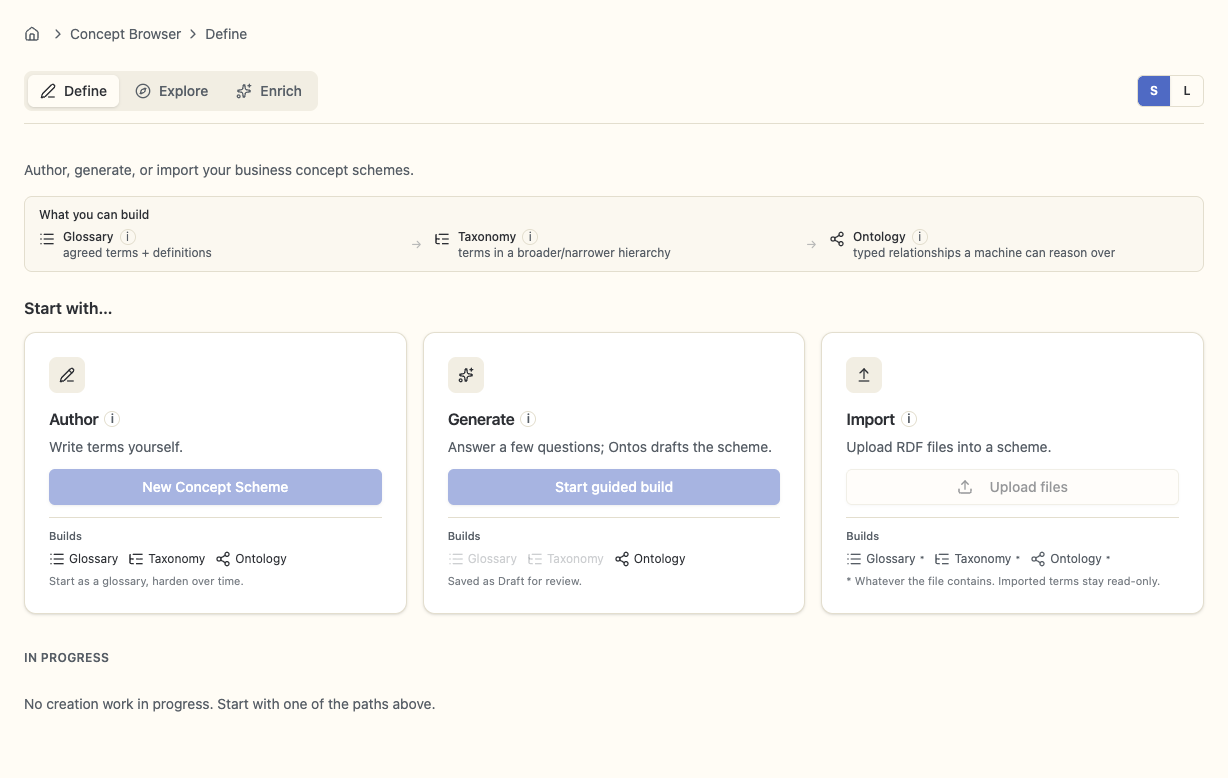 Concept Browser Define
Define Explore Enrich S L
Author, generate, or import your business concept schemes.
What you can build
Glossary i
agreed terms + definitions
→
Taxonomy i
terms in a broader/narrower hierarchy
→
Ontology i
typed relationships a machine can reason over
Start with...
Author i
Write terms yourself.
New Concept Scheme
Builds
Glossary Taxonomy Ontology
Start as a glossary, harden over time.
Generate i
Answer a few questions; Ontos drafts the scheme.
Start guided build
Builds
Glossary Taxonomy Ontology
Saved as Draft for review.
Import i
Upload RDF files into a scheme.
Upload files
Builds
Glossary * Taxonomy * Ontology *
* Whatever the file contains. Imported terms stay read-only.
IN PROGRESS
No creation work in progress. Start with one of the paths above.